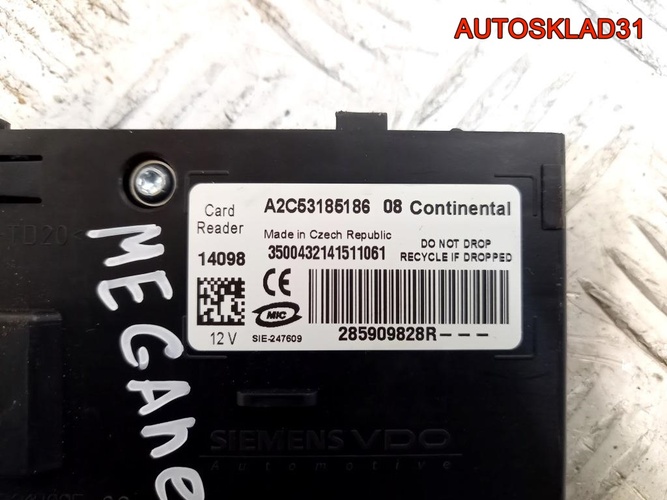 AUTOSKLAD31
Card Reader
A2C53185186 08 Continental
Made in Czech Republic
14098
3500432141511061
DO NOT DROP
RECYCLE IF DROPPED
CE
MIC
12 V
SIE-247609
285909828R---
MEGANE
SIEMENS VDO
Automotive